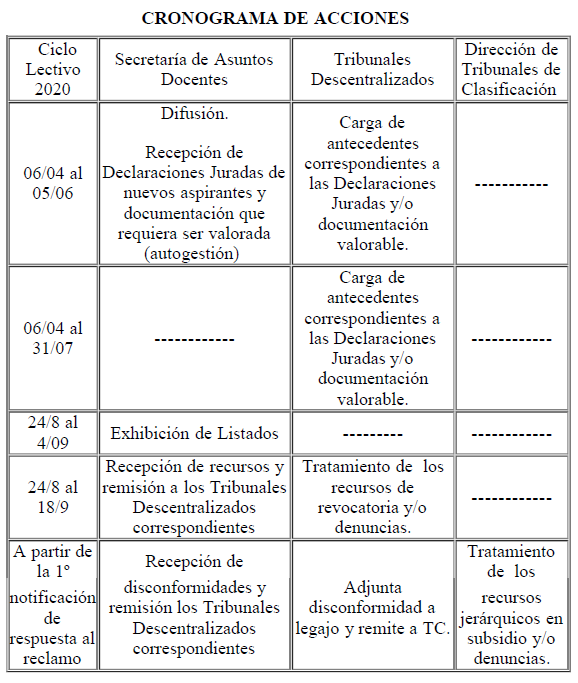 CRONOGRAMA DE ACCIONES
Ciclo
Lectivo
2020
Secretaría de Asuntos
Docentes
Tribunales
Descentralizados
Dirección de
Tribunales de
Clasificación
06/04 al
05/06
Difusión.
Recepción de
Declaraciones Juradas de
nuevos aspirantes y
documentación que
requiera ser valorada
(autogestión)
Carga de
antecedentes
correspondientes a
las Declaraciones
Juradas y/o
documentación
valorable.
-----------
06/04 al
31/07
------------
Carga de
antecedentes
correspondientes a
las Declaraciones
Juradas y/o
documentación
valorable.
------------
24/8 al
4/09
Exhibición de Listados
---------
------------
24/8 al
18/9
Recepción de recursos y
remisión a los Tribunales
Descentralizados
correspondientes
Tratamiento de los
recursos de
revocatoria y/o
denuncias.
------------
A partir de
la 1º
notificación
de
respuesta al
reclamo
Recepción de
disconformidades y
remisión los Tribunales
Descentralizados
correspondientes
Adjunta
disconformidad a
legajo y remite a TC.
Tratamiento
de los
recursos
jerárquicos en
subsidio y/o
denuncias.